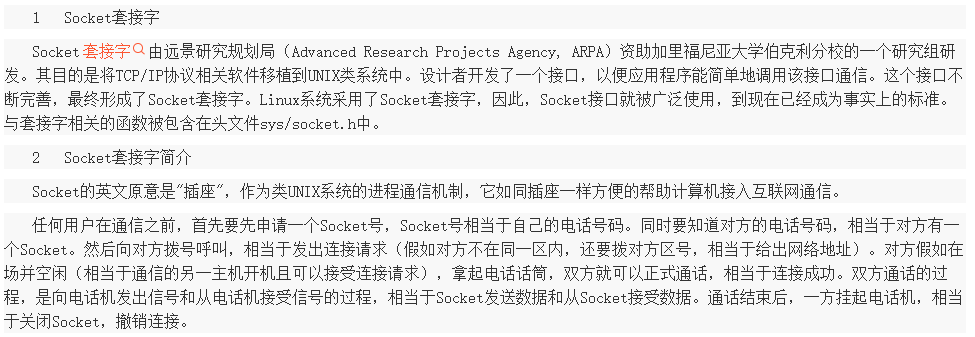 1 Socket套接字
Socket套接字由远景研究规划局（Advanced Research Projects Agency, ARPA）资助加里福尼亚大学伯克利分校的一个研究组研
发。其目的是将TCP/IP协议相关软件移植到UNIX类系统中。设计者开发了一个接口，以便应用程序能简单地调用该接口通信。这个接口不
断完善，最终形成了Socket套接字。Linux系统采用了Socket套接字，因此，Socket接口就被广泛使用，到现在已经成为事实上的标准。
与套接字相关的函数被包含在头文件sys/socket.h中。
2 Socket套接字简介
Socket的英文原意是"插座"，作为类UNIX系统的进程通信机制，它如同插座一样方便的帮助计算机接入互联网通信。
任何用户在通信之前，首先要先申请一个Socket号，Socket号相当于自己的电话号码。同时要知道对方的电话号码，相当于对方有一
个Socket。然后向对方拨号呼叫，相当于发出连接请求（假如对方不在同一区内，还要拨对方区号，相当于给出网络地址）。对方假如在
场并空闲（相当于通信的另一主机开机且可以接受连接请求），拿起电话话筒，双方就可以正式通话，相当于连接成功。双方通话的过
程，是向电话机发出信号和从电话机接受信号的过程，相当于Socket发送数据和从Socket接受数据。通话结束后，一方挂起电话机，相当
于关闭Socket，撤销连接。